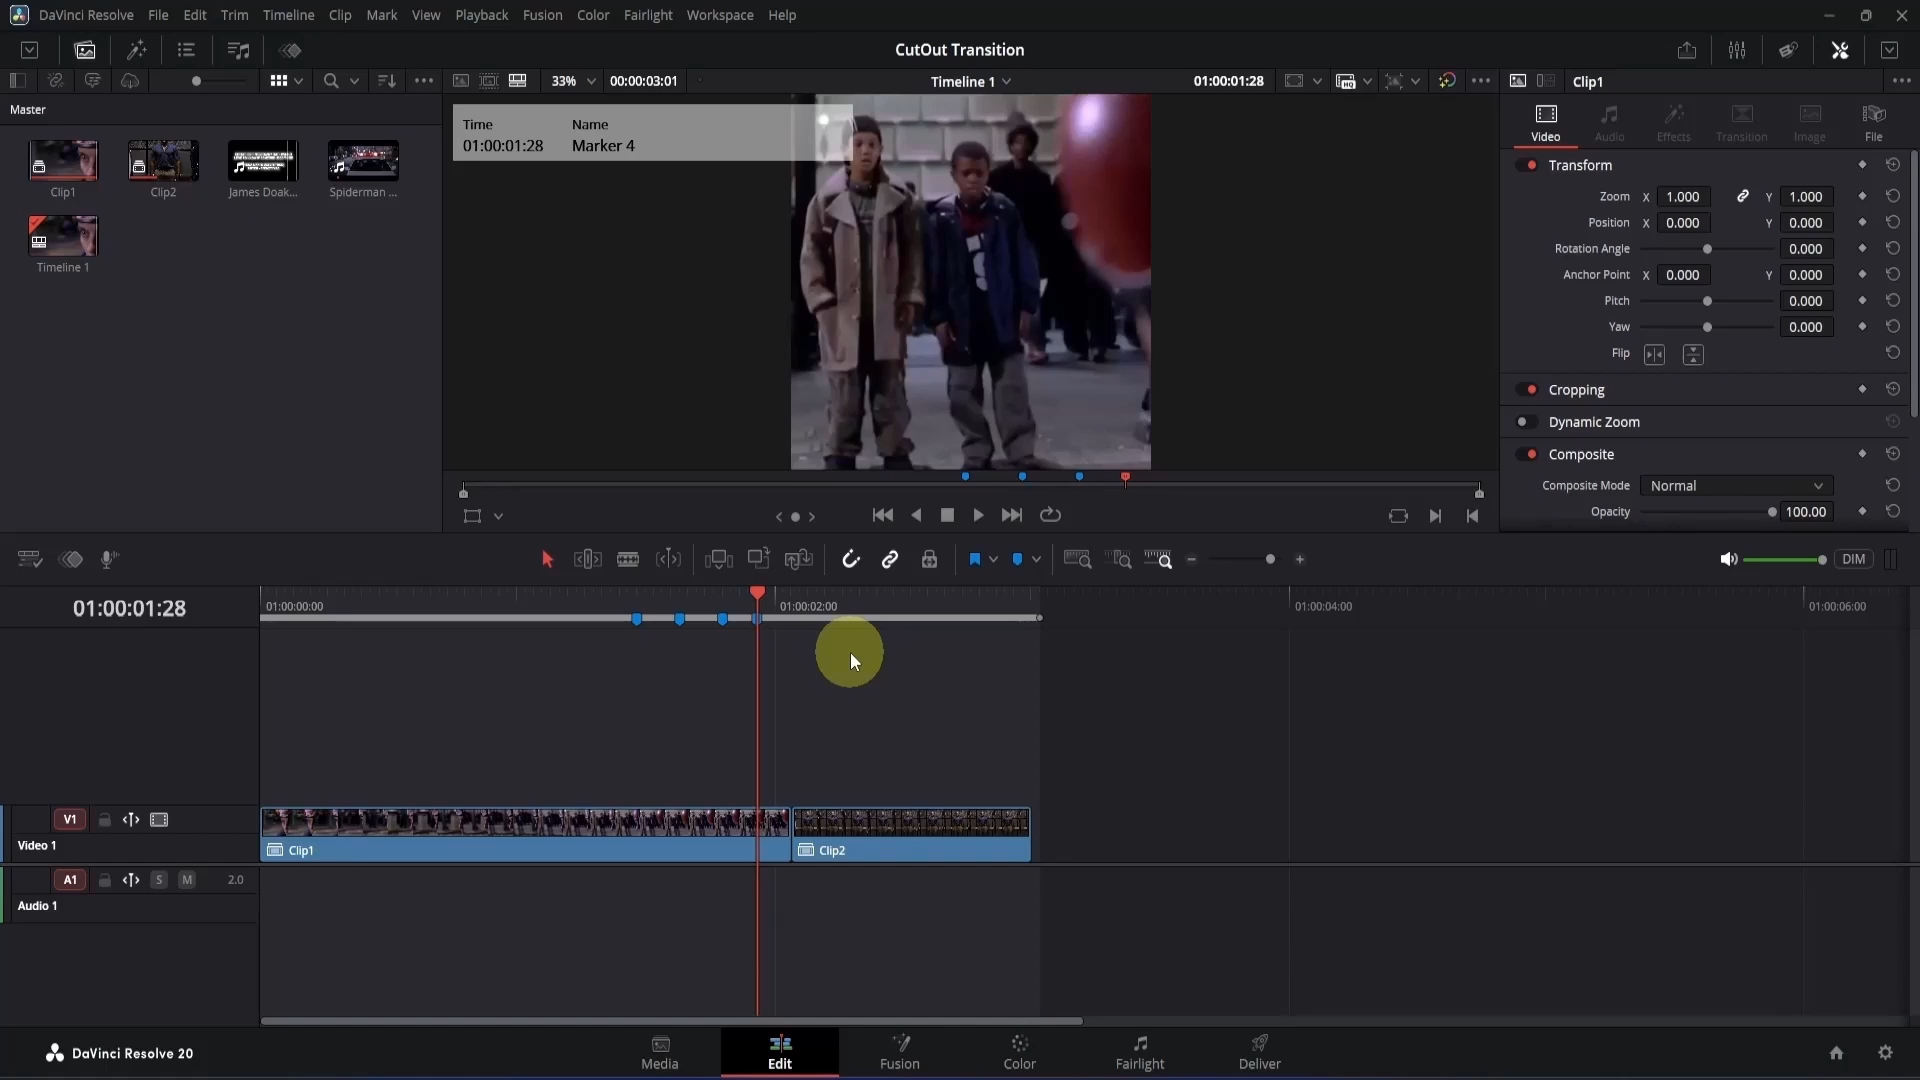 DaVinci Resolve File Edit Trim Timeline Clip Mark View Playback Fusion Color Fairlight Workspace Help
CutOut Transition
33% 00:00:03:01 Timeline 1 01:00:01:28 Clip1
Master
Clip1 Clip2 James Doak... Spiderman ...
Timeline 1
Time Name
01:00:01:28 Marker 4
Video Audio Effects Transition Image File
Transform
Zoom X 1.000 Y 1.000
Position X 0.000 Y 0.000
Rotation Angle 0.000
Anchor Point X 0.000 Y 0.000
Pitch 0.000
Yaw 0.000
Flip
Cropping
Dynamic Zoom
Composite
Composite Mode Normal
Opacity 100.00
DIM
01:00:01:28
01:00:00:00 01:00:02:00 01:00:04:00 01:00:06:00
V1
Video 1
Clip1 Clip2
A1 S M 2.0
Audio 1
DaVinci Resolve 20
Media Edit Fusion Color Fairlight Deliver